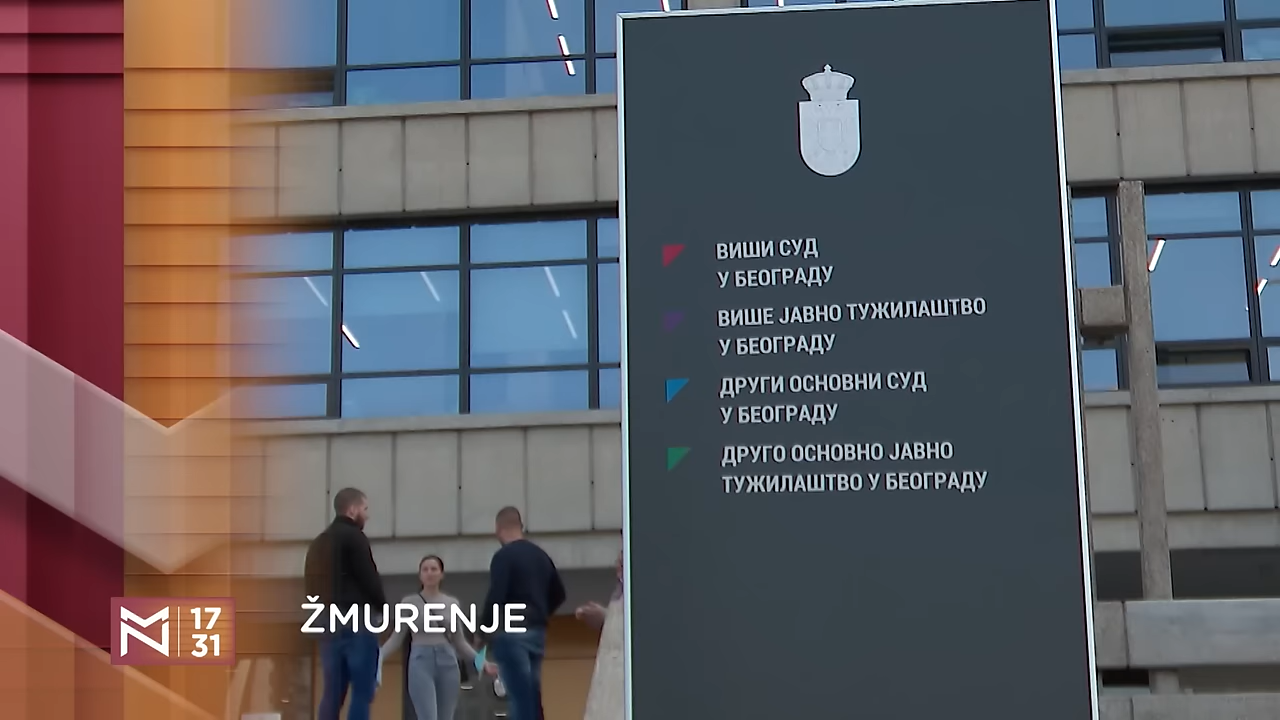 ВИШИ СУД
У БЕОГРАДУ
ВИШЕ ЈАВНО ТУЖИЛАШТВО
У БЕОГРАДУ
ДРУГИ ОСНОВНИ СУД
У БЕОГРАДУ
ДРУГО ОСНОВНО ЈАВНО
ТУЖИЛАШТВО У БЕОГРАДУ
17
31
ŽMURENJE